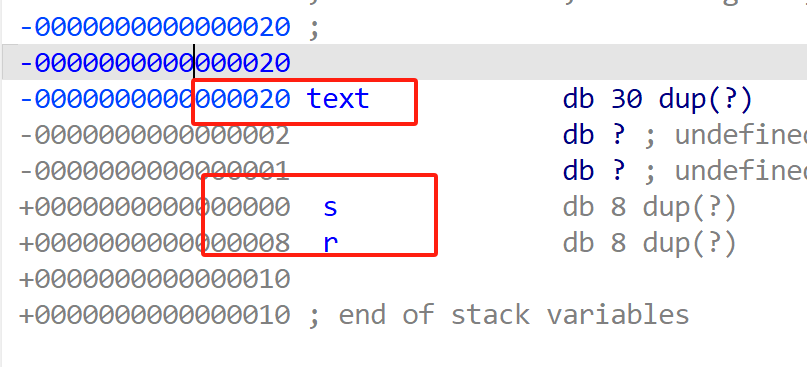 -0000000000000020 ;
-0000000000000020
-0000000000000020 text db 30 dup(?)
-0000000000000002 db ? ; undefined
-0000000000000001 db ? ; undefined
+0000000000000000 s db 8 dup(?)
+0000000000000008 r db 8 dup(?)
+0000000000000010
+0000000000000010 ; end of stack variables